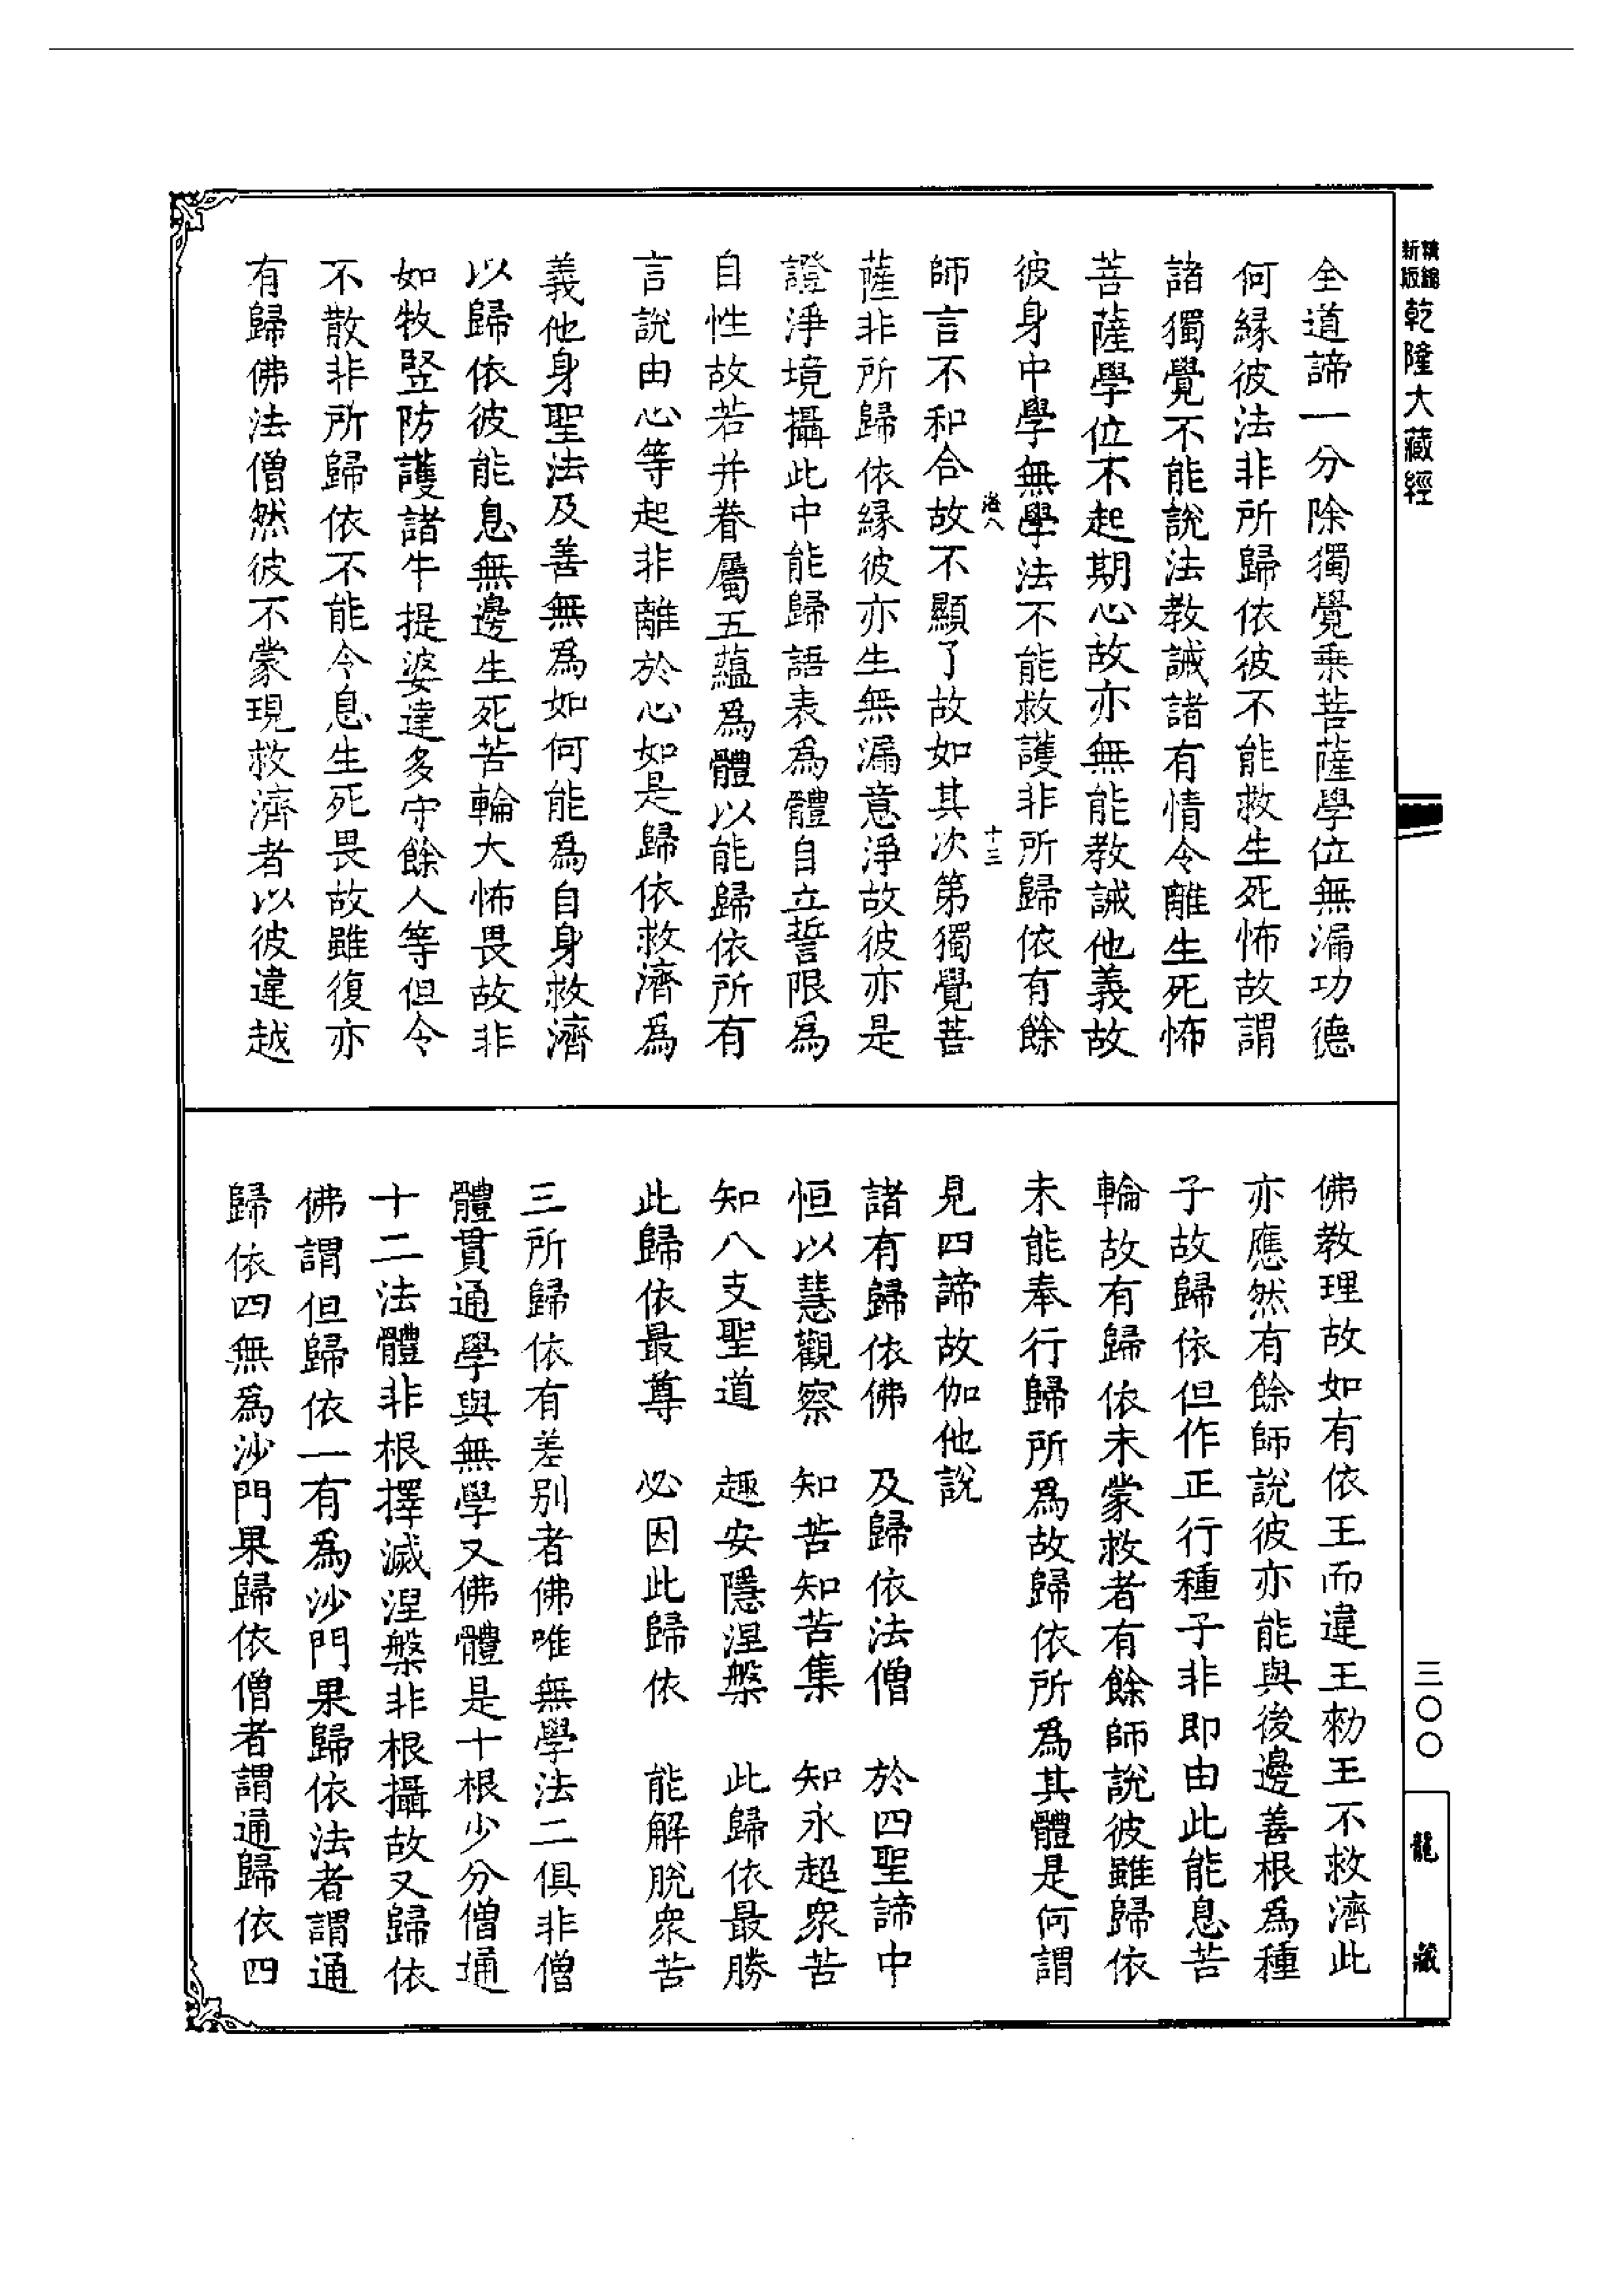 精編
新版
乾隆大藏經
全道諦一分除獨覺乗菩薩學位無漏功德
何緣彼法非所歸依彼不能救生死怖故謂
諸獨覺不能說法教誡諸有情令離生死怖
菩薩學位不起期心故亦無能教誡他義故
彼身中學無學法不能救護非所歸依有餘
十三
師言不和合故不顯了故如其次第獨覺菩
薩非所歸依緣彼亦生無漏意淨故彼亦是
證淨境攝此中能歸語表爲體自立誓限爲
自性故若并眷屬五蘊爲體以能歸依所有
言說由心等起非離於心如是歸依救濟爲
義他身聖法及善無爲如何能爲自身救濟
以歸依彼能息無邊生死苦輪大怖畏故非
如牧竪防護諸牛提婆達多守餘人等但令
不散非所歸依不能令息生死畏故雖復亦
有歸佛法僧然彼不蒙現救濟者以彼違越
佛教理故如有依王而違王勑王不救濟此
亦應然有餘師說彼亦能與後邊善根爲種
子故歸依但作正行種子非即由此能息苦
輪故有歸依未蒙救者有餘師說彼雖歸依
未能奉行歸所爲故歸依所爲其體是何謂
見四諦故伽他說
諸有歸依佛　及歸依法僧　於四聖諦中
恒以慧觀察　知苦知苦集　知永超衆苦
知八支聖道　趣安隱涅槃　此歸依最勝
此歸依最尊　必因此歸依　能解脫衆苦
三所歸依有差別者佛唯無學法二俱非僧
體貫通學與無學又佛體是十根少分僧通
十二法體非根擇滅涅槃非根攝故又歸依
佛謂但歸依一有爲沙門果歸依法者謂通
歸依四無爲沙門果歸依僧者謂通歸依四
三〇〇
龍藏